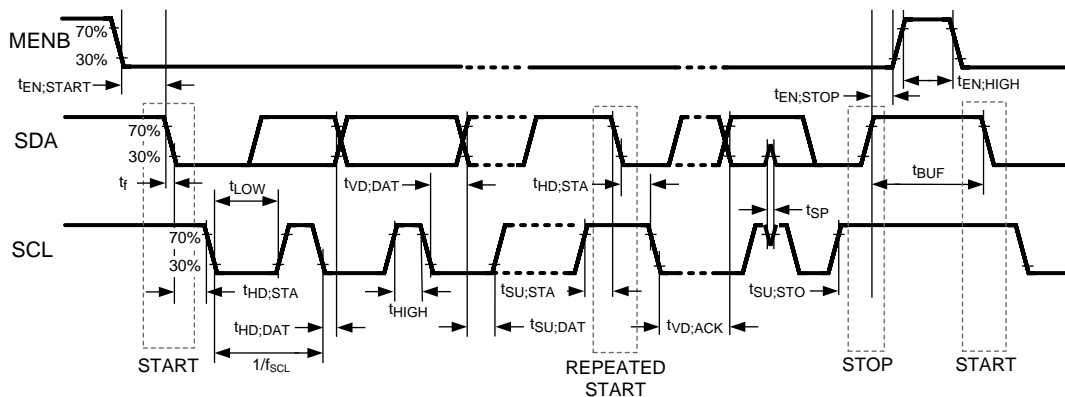 MENB
70%
30%
tEN;START
tEN;STOP
tEN;HIGH
SDA
70%
30%
tf
tLOW
tVD;DAT
tHD;STA
tSP
tBUF
SCL
70%
30%
tHD;STA
tHIGH
tSU;STA
tSU;STO
tHD;DAT
tSU;DAT
tVD;ACK
1/fSCL
START
REPEATED
START
STOP
START